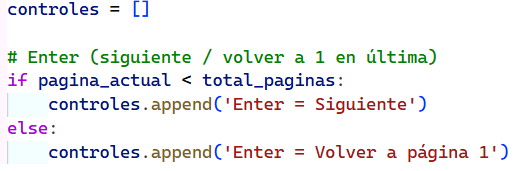 controles = []

# Enter (siguiente / volver a 1 en última)
if pagina_actual < total_paginas:
    controles.append('Enter = Siguiente')
else:
    controles.append('Enter = Volver a página 1')